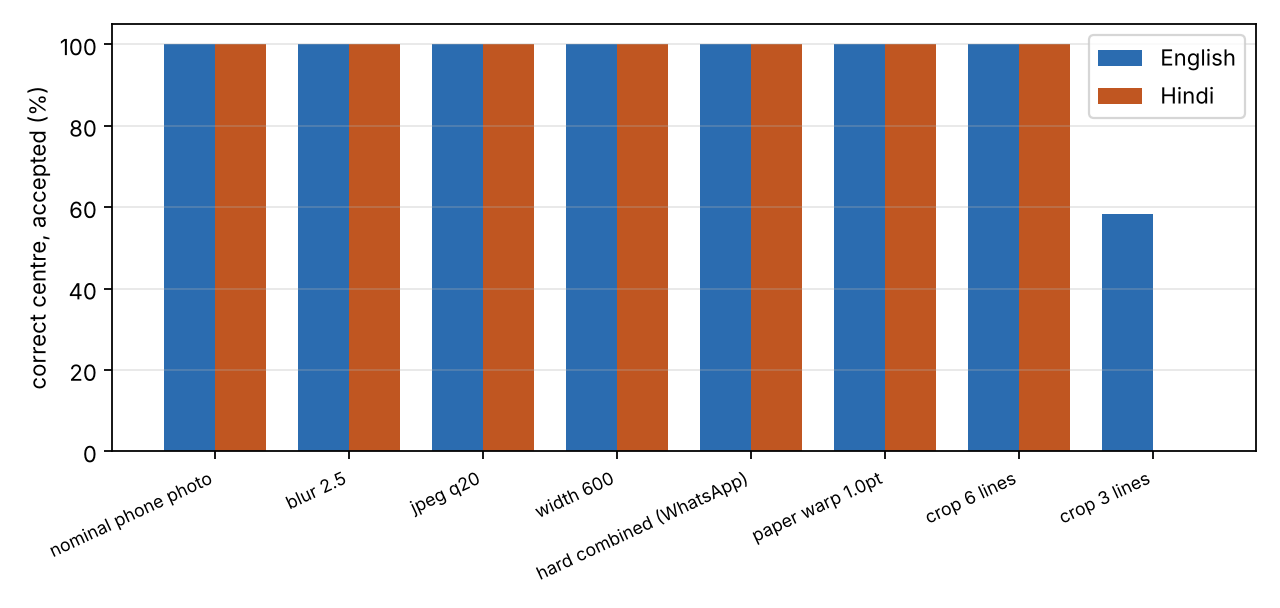 100
80
60
40
20
0
correct centre, accepted (%)
English
Hindi
nominal phone photo
blur 2.5
jpeg q20
width 600
hard combined (WhatsApp)
paper warp 1.0pt
crop 6 lines
crop 3 lines